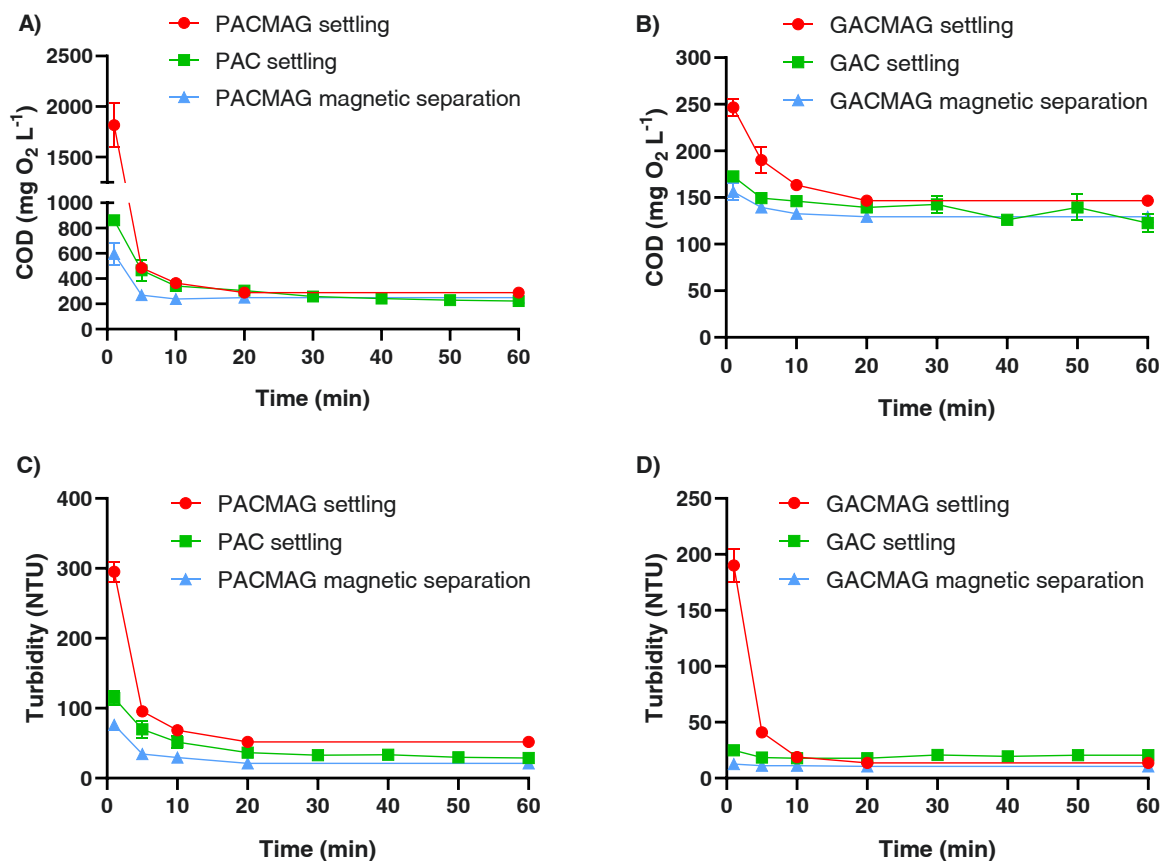 A)
PACMAG settling
PAC settling
PACMAG magnetic separation
COD (mg O₂ L⁻¹)
2500
2000
1500
1000
800
600
400
200
0
0 10 20 30 40 50 60
Time (min)
B)
GACMAG settling
GAC settling
GACMAG magnetic separation
COD (mg O₂ L⁻¹)
300
250
200
150
100
50
0
0 10 20 30 40 50 60
Time (min)
C)
PACMAG settling
PAC settling
PACMAG magnetic separation
Turbidity (NTU)
400
300
200
100
0
0 10 20 30 40 50 60
Time (min)
D)
GACMAG settling
GAC settling
GACMAG magnetic separation
Turbidity (NTU)
250
200
150
100
50
0
0 10 20 30 40 50 60
Time (min)